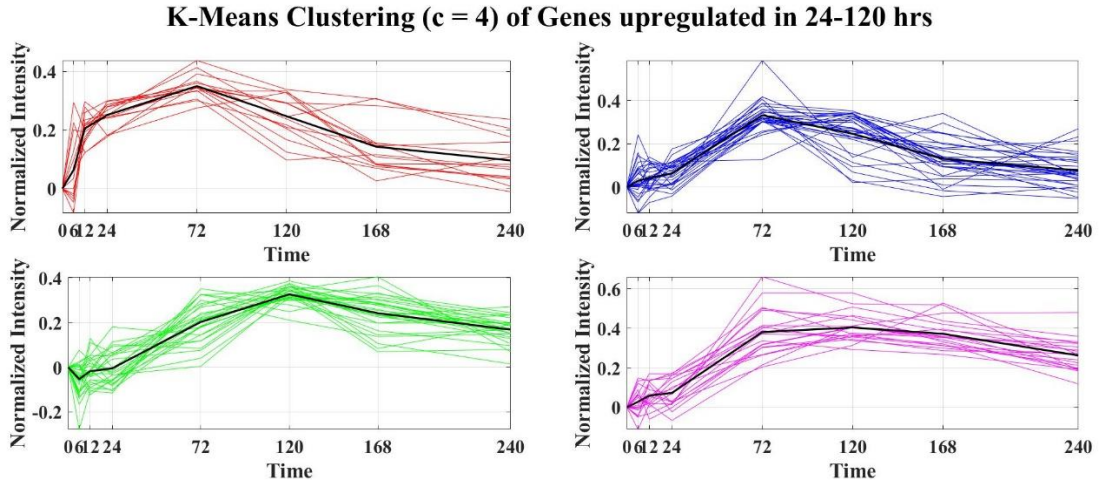 K-Means Clustering (c = 4) of Genes upregulated in 24-120 hrs
Normalized Intensity
0.4
0.2
0
0 6 12 24 72 120 168 240
Time
Normalized Intensity
0.4
0.2
0
0 6 12 24 72 120 168 240
Time
Normalized Intensity
0.4
0.2
0
-0.2
0 6 12 24 72 120 168 240
Time
Normalized Intensity
0.6
0.4
0.2
0
0 6 12 24 72 120 168 240
Time